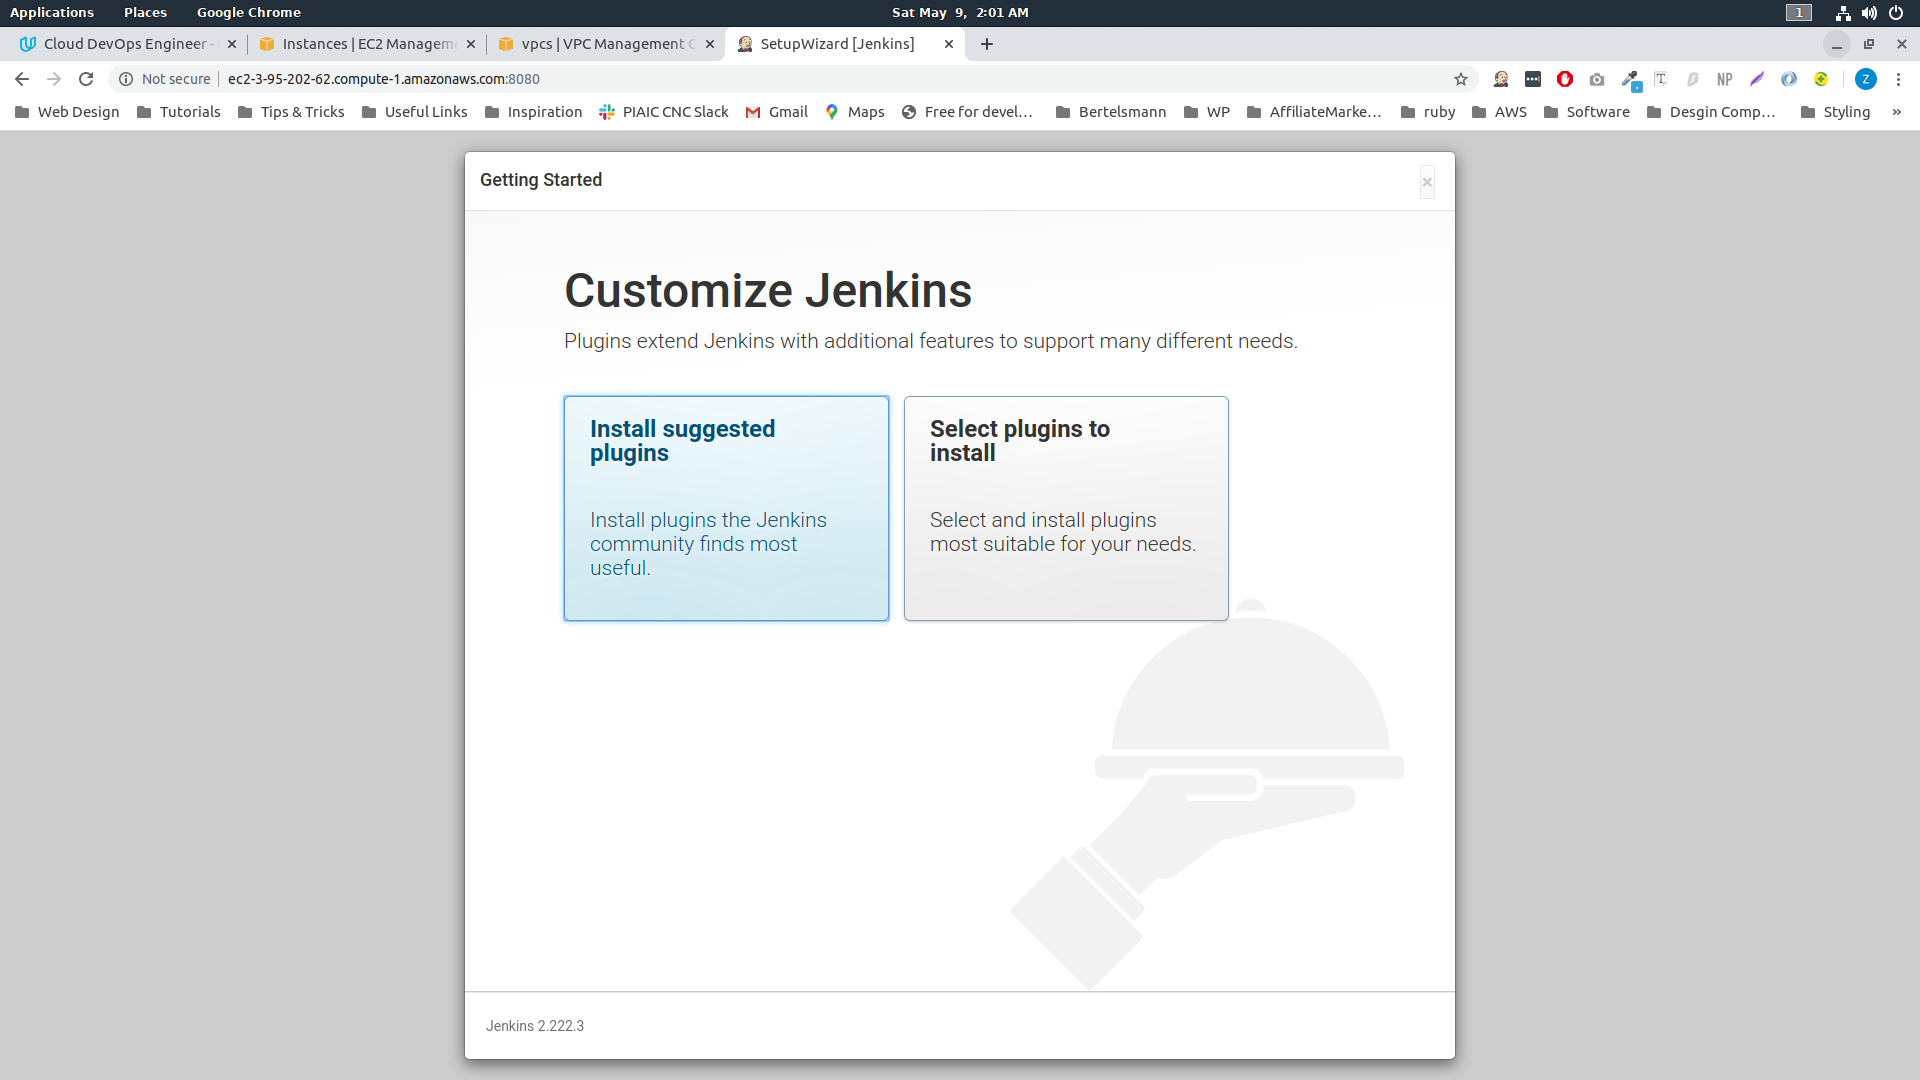 Applications Places Google Chrome Sat May 9, 2:01 AM 1
Cloud DevOps Engineer - Instances | EC2 Managem vpcs | VPC Management C SetupWizard [Jenkins]
Not secure ec2-3-95-202-62.compute-1.amazonaws.com:8080 NP Z
Web Design Tutorials Tips & Tricks Useful Links Inspiration PIAIC CNC Slack Gmail Maps Free for devel… Bertelsmann WP AffiliateMarke… ruby AWS Software Desgin Comp… Styling »
Getting Started
Customize Jenkins
Plugins extend Jenkins with additional features to support many different needs.
Install suggested
plugins
Install plugins the Jenkins
community finds most
useful.
Select plugins to
install
Select and install plugins
most suitable for your needs.
Jenkins 2.222.3